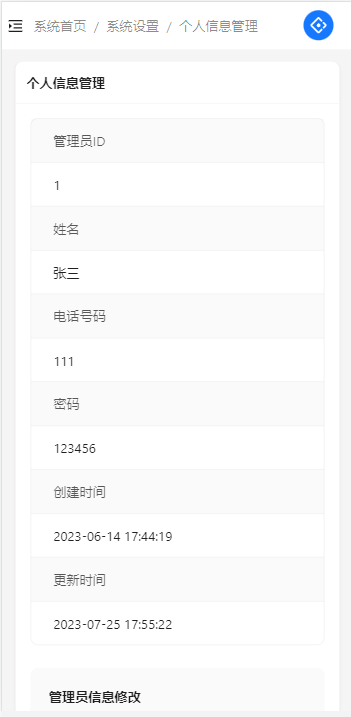 系统首页 / 系统设置 / 个人信息管理
个人信息管理
管理员ID
1
姓名
张三
电话号码
111
密码
123456
创建时间
2023-06-14 17:44:19
更新时间
2023-07-25 17:55:22
管理员信息修改